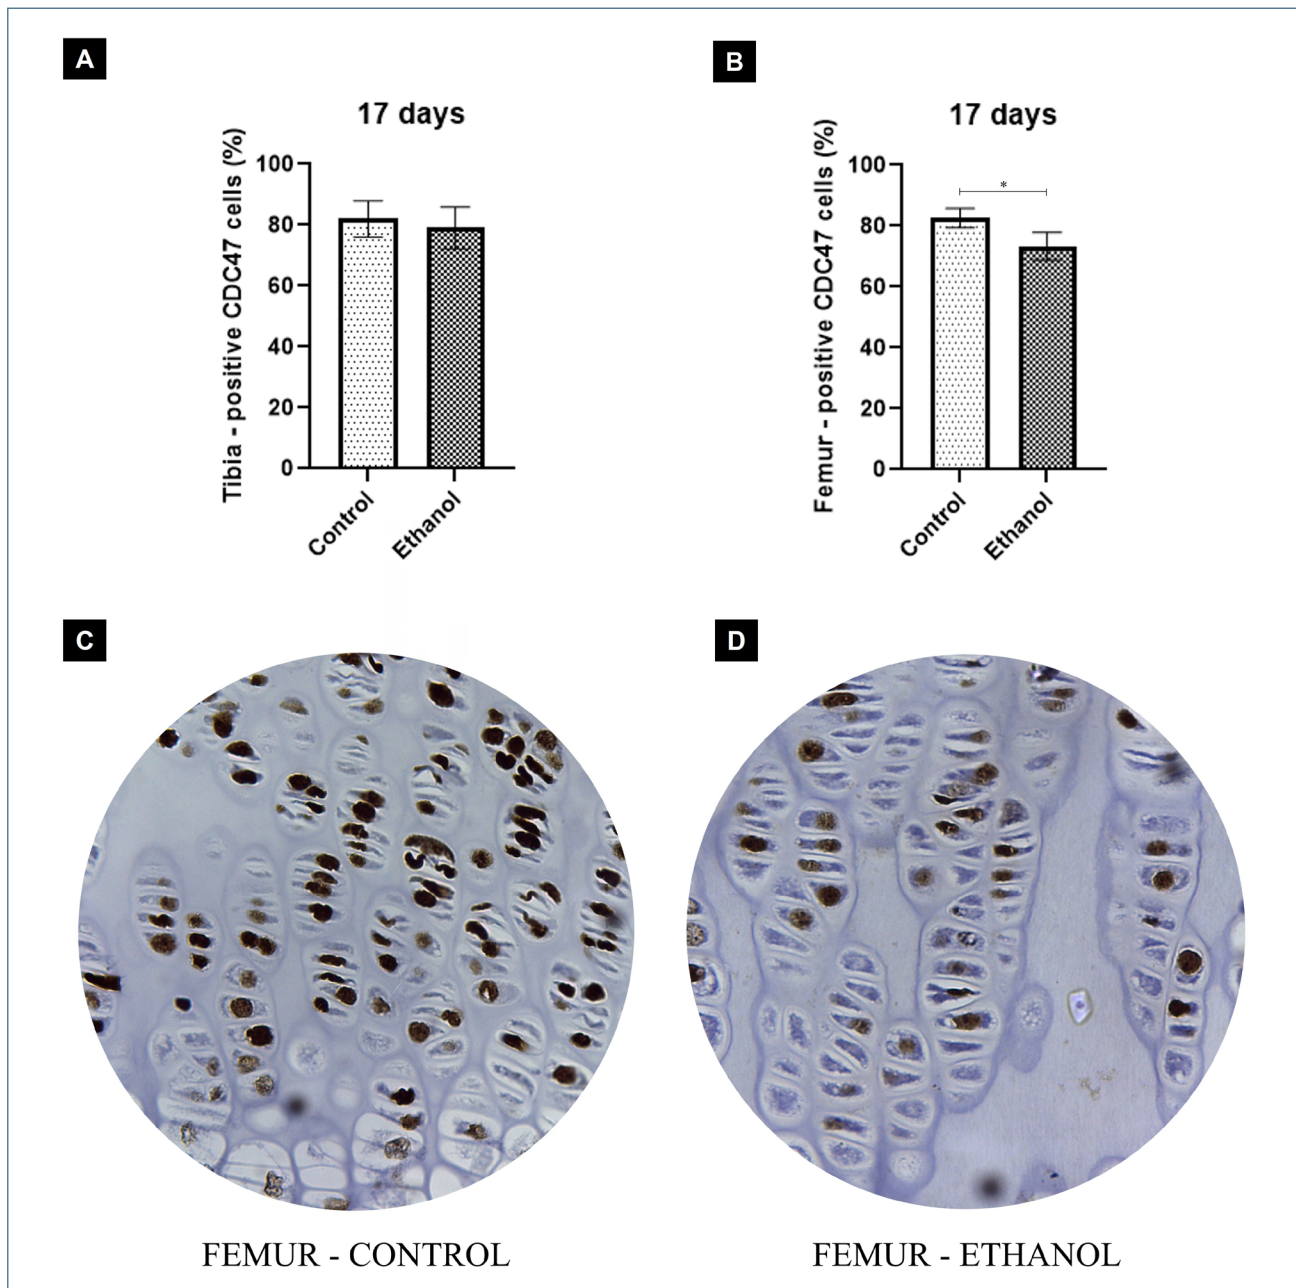 A
B
17 days
17 days
Tibia - positive CDC47 cells (%)
100
80
60
40
20
0
Control
Ethanol
Femur - positive CDC47 cells (%)
100
80
60
40
20
0
*
Control
Ethanol
C
D
FEMUR - CONTROL
FEMUR - ETHANOL